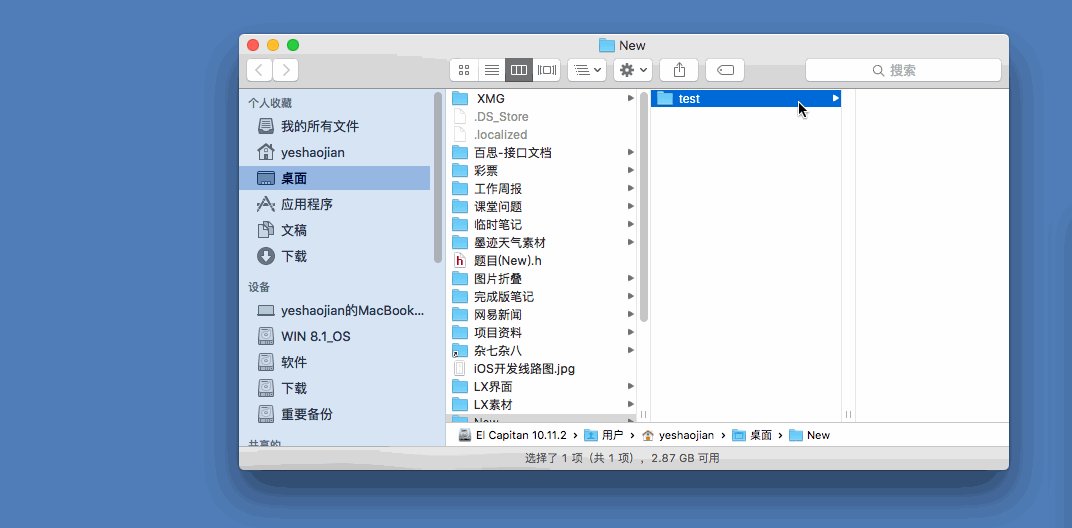 New
搜索
个人收藏
我的所有文件
yeshaojian
桌面
应用程序
文稿
下载
设备
yeshaojian的MacBook...
WIN 8.1_OS
软件
下载
重要备份
共享的
XMG
.DS_Store
.localized
百思-接口文档
彩票
工作周报
课堂问题
临时笔记
墨迹天气素材
h 题目(New).h
图片折叠
完成版笔记
网易新闻
项目资料
杂七杂八
iOS开发线路图.jpg
LX界面
LX素材
New
test
El Capitan 10.11.2 › 用户 › yeshaojian › 桌面 › New
选择了 1 项（共 1 项），2.87 GB 可用